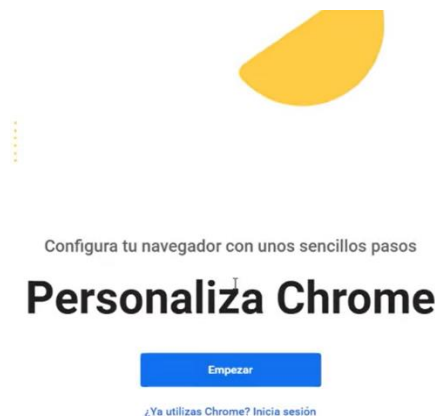 Configura tu navegador con unos sencillos pasos
Personaliza Chrome
Empezar
¿Ya utilizas Chrome? Inicia sesión